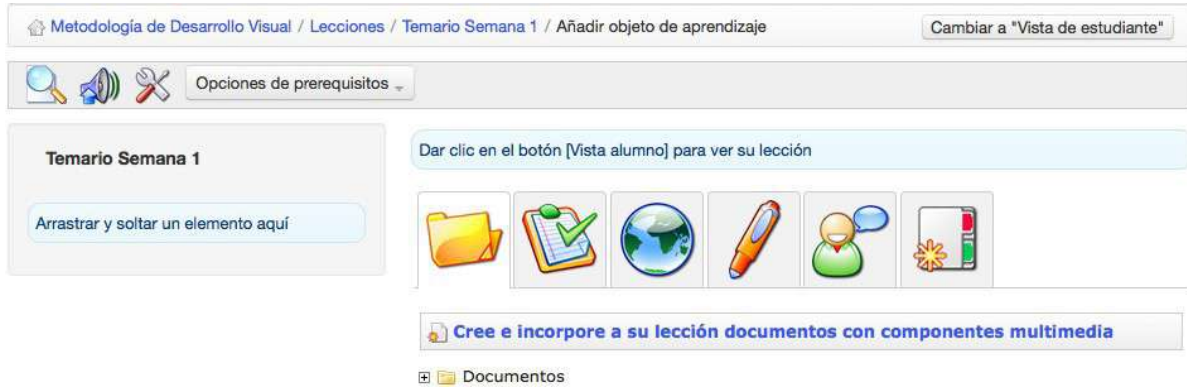 Metodología de Desarrollo Visual / Lecciones / Temario Semana 1 / Añadir objeto de aprendizaje
Cambiar a "Vista de estudiante"
Opciones de prerequisitos
Temario Semana 1
Arrastrar y soltar un elemento aquí
Dar clic en el botón [Vista alumno] para ver su lección
Cree e incorpore a su lección documentos con componentes multimedia
Documentos